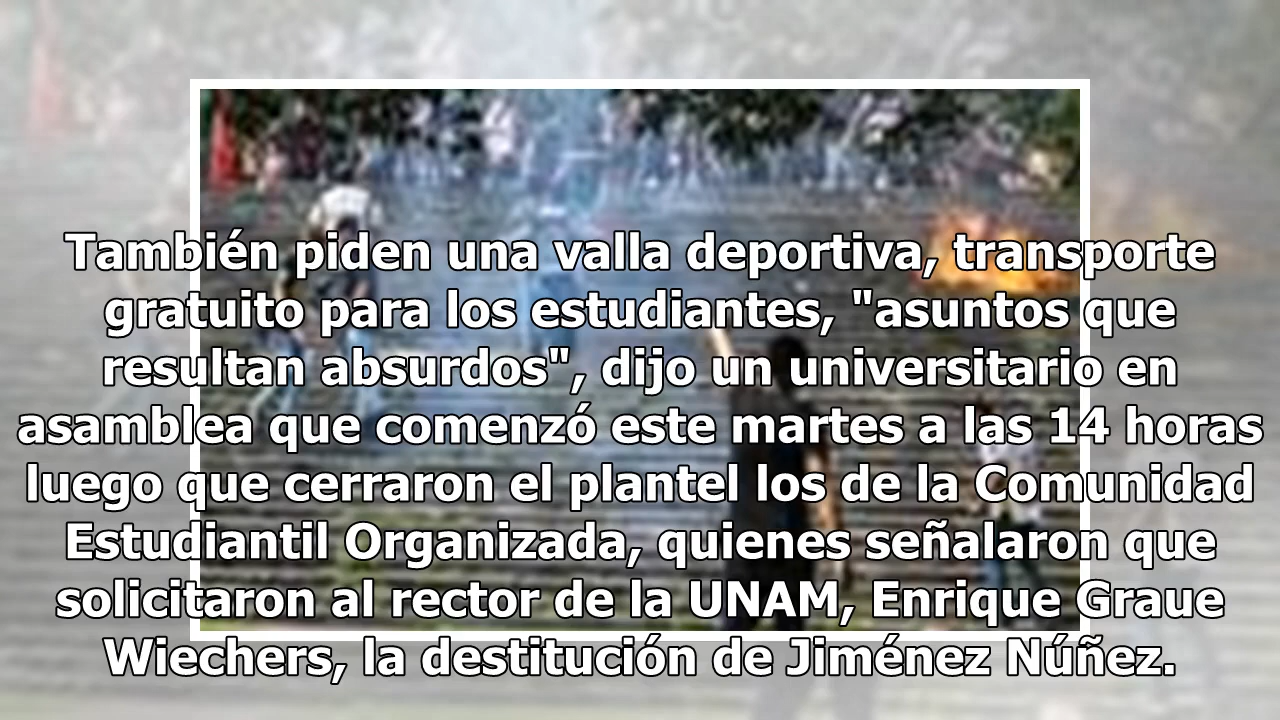 También piden una valla deportiva, transporte
gratuito para los estudiantes, "asuntos que
resultan absurdos", dijo un universitario en
asamblea que comenzó este martes a las 14 horas
luego que cerraron el plantel los de la Comunidad
Estudiantil Organizada, quienes señalaron que
solicitaron al rector de la UNAM, Enrique Graue
Wiechers, la destitución de Jiménez Núñez.